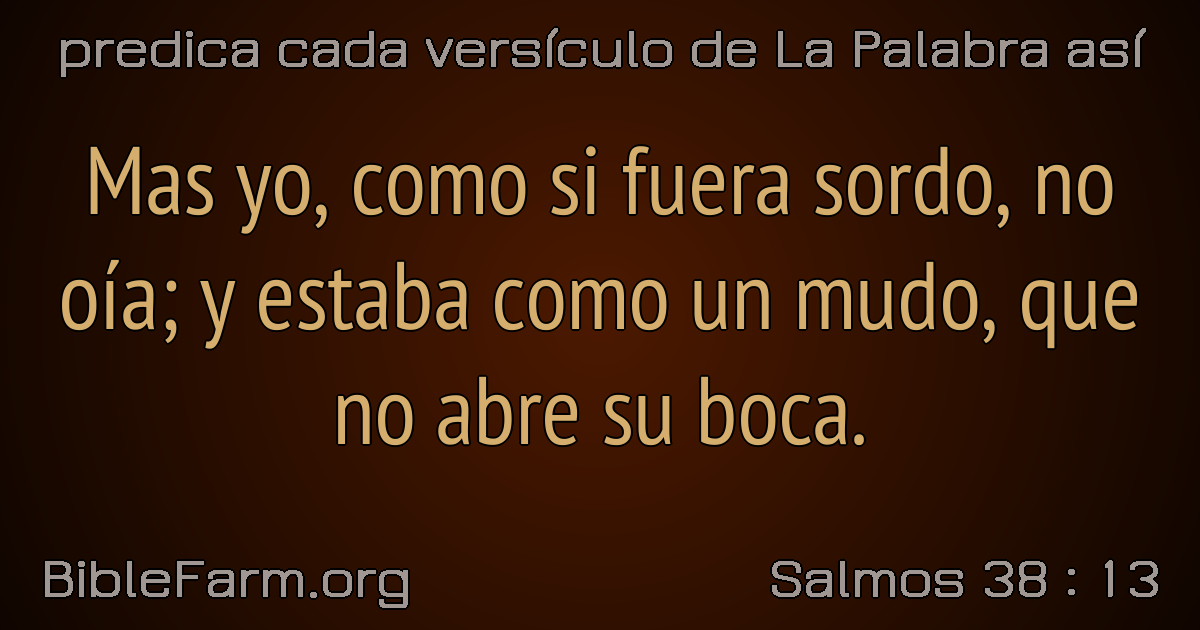 predica cada versículo de La Palabra así
Mas yo, como si fuera sordo, no
oía; y estaba como un mudo, que
no abre su boca.
BibleFarm.org
Salmos 38 : 13